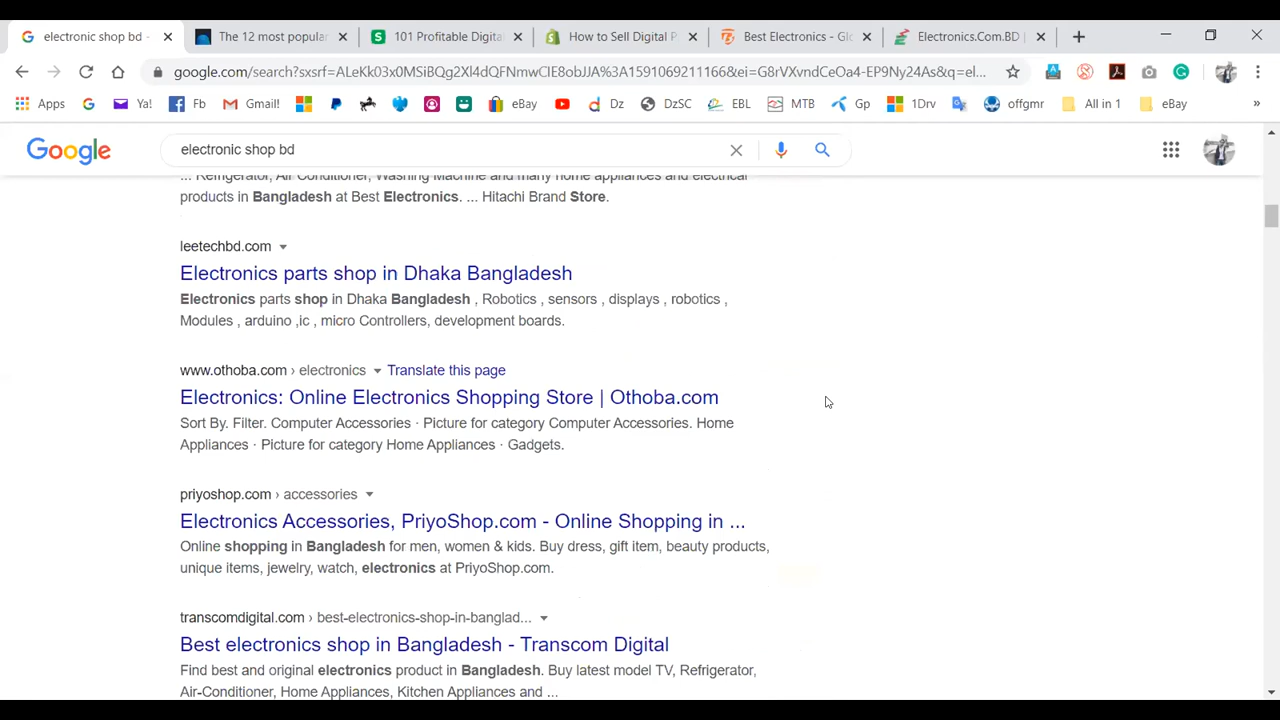 electronic shop bd -
The 12 most popular
101 Profitable Digita
How to Sell Digital P
Best Electronics - Glo
Electronics.Com.BD |
google.com/search?sxsrf=ALeKk03x0MSiBQg2Xl4dQFNmwCIE8obJJA%3A1591069211166&ei=G8rVXvndCeOa4-EP9Ny24As&q=el...
Apps
Ya!
Fb
Gmail!
eBay
Dz
DzSC
EBL
MTB
Gp
1Drv
offgmr
All in 1
eBay
»
Google
electronic shop bd
... Refrigerator, Air Conditioner, Washing Machine and many home appliances and electrical
products in Bangladesh at Best Electronics. ... Hitachi Brand Store.
leetechbd.com
Electronics parts shop in Dhaka Bangladesh
Electronics parts shop in Dhaka Bangladesh , Robotics , sensors , displays , robotics ,
Modules , arduino ,ic , micro Controllers, development boards.
www.othoba.com › electronics Translate this page
Electronics: Online Electronics Shopping Store | Othoba.com
Sort By. Filter. Computer Accessories · Picture for category Computer Accessories. Home
Appliances · Picture for category Home Appliances · Gadgets.
priyoshop.com › accessories
Electronics Accessories, PriyoShop.com - Online Shopping in ...
Online shopping in Bangladesh for men, women & kids. Buy dress, gift item, beauty products,
unique items, jewelry, watch, electronics at PriyoShop.com.
transcomdigital.com › best-electronics-shop-in-banglad...
Best electronics shop in Bangladesh - Transcom Digital
Find best and original electronics product in Bangladesh. Buy latest model TV, Refrigerator,
Air-Conditioner, Home Appliances, Kitchen Appliances and ...